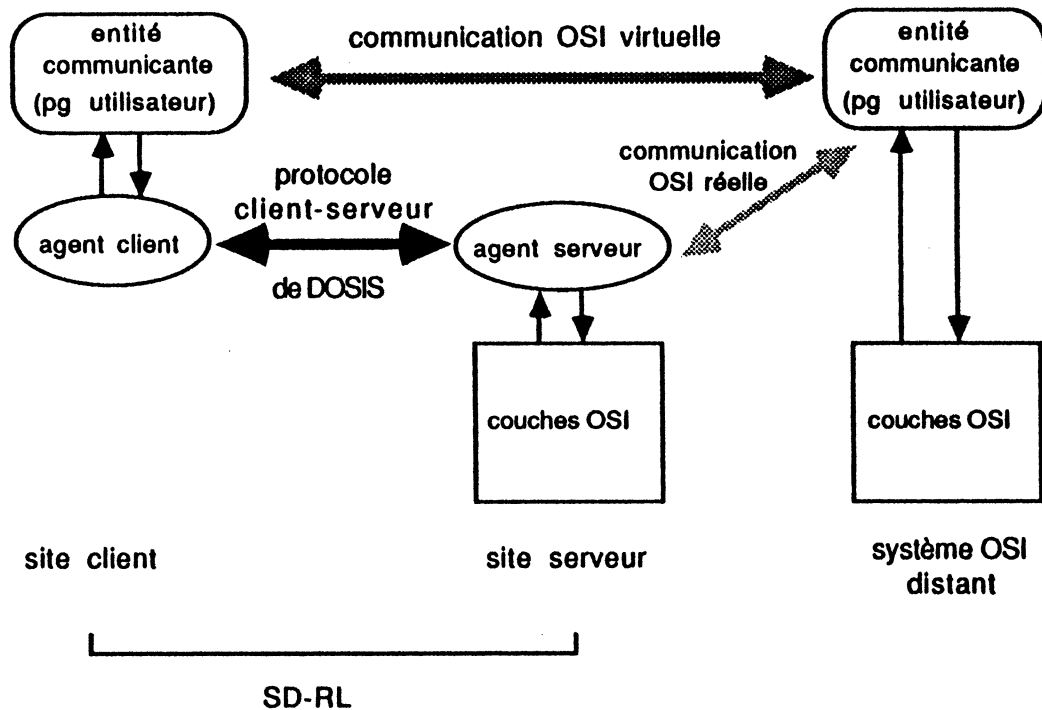 entité
communicante
(pg utilisateur)
communication OSI virtuelle
entité
communicante
(pg utilisateur)
communication
OSI réelle
protocole
client-serveur
agent client
agent serveur
de DOSIS
couches OSI
couches OSI
site client
site serveur
système OSI
distant
SD-RL